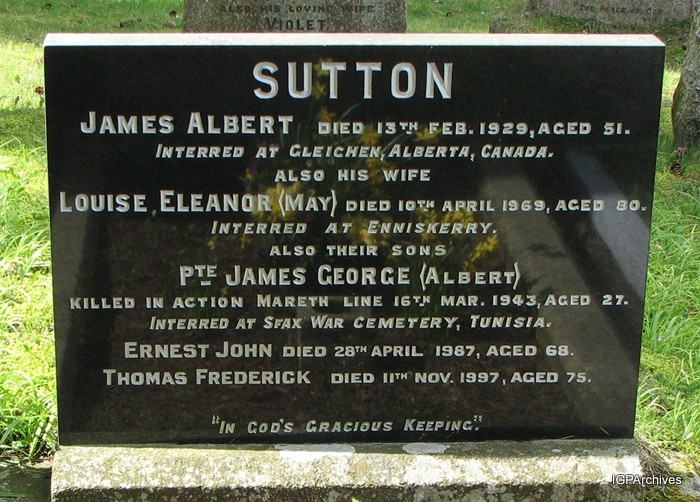 ALSO HIS LOVING WIFE
VIOLET
THE PEACE OF GOD
SUTTON
JAMES ALBERT DIED 13TH FEB. 1929, AGED 51.
INTERRED AT GLEICHEN, ALBERTA, CANADA.
ALSO HIS WIFE
LOUISE ELEANOR (MAY) DIED 10TH APRIL 1969, AGED 80.
INTERRED AT ENNISKERRY.
ALSO THEIR SONS
PTE JAMES GEORGE (ALBERT)
KILLED IN ACTION MARETH LINE 16TH MAR. 1943, AGED 27.
INTERRED AT SFAX WAR CEMETERY, TUNISIA.
ERNEST JOHN DIED 28TH APRIL 1987, AGED 68.
THOMAS FREDERICK DIED 11TH NOV. 1997, AGED 75.
"IN GOD'S GRACIOUS KEEPING".
IGPArchives